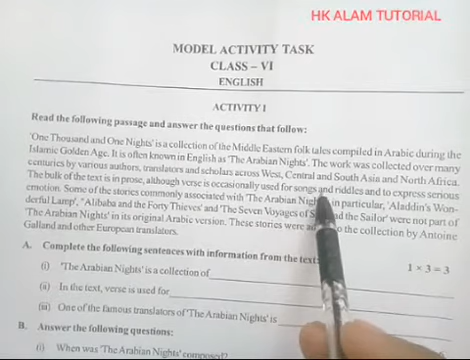 HK ALAM TUTORIAL
MODEL ACTIVITY TASK
CLASS – VI
ENGLISH
ACTIVITY I
Read the following passage and answer the questions that follow:
'One Thousand and One Nights' is a collection of the Middle Eastern folk tales compiled in Arabic during the
Islamic Golden Age. It is often known in English as 'The Arabian Nights'. The work was collected over many
centuries by various authors, translators and scholars across West, Central and South Asia and North Africa.
The bulk of the text is in prose, although verse is occasionally used for songs and riddles and to express serious
emotion. Some of the stories commonly associated with 'The Arabian Nights' in particular, 'Aladdin's Won-
derful Lamp', "Alibaba and the Forty Thieves' and 'The Seven Voyages of the Sailor' were not part of
'The Arabian Nights' in its original Arabic version. These stories were to the collection by Antoine
Galland and other European translators.
A. Complete the following sentences with information from the text: 1 × 3 = 3
(i) 'The Arabian Nights' is a collection of
(ii) In the text, verse is used for
(iii) One of the famous translators of 'The Arabian Nights' is
B. Answer the following questions:
(i) When was 'The Arabian Nights' composed?